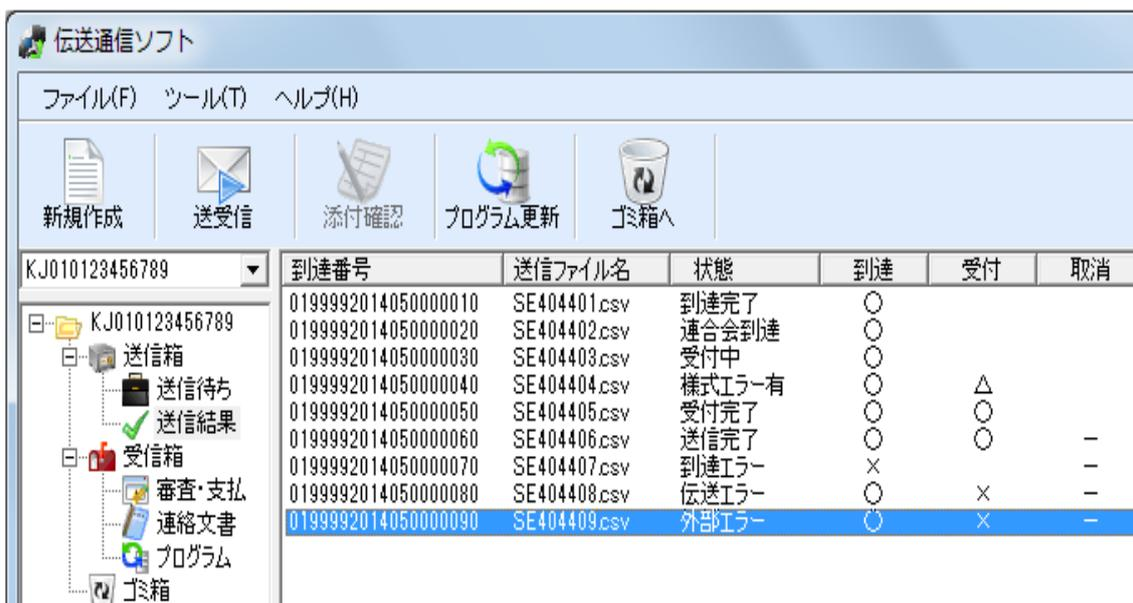 伝送通信ソフト
ファイル(F) ツール(T) ヘルプ(H)
新規作成 送受信 添付確認 プログラム更新 ゴミ箱へ
KJ010123456789
KJ010123456789
送信箱
送信待ち
送信結果
受信箱
審査・支払
連絡文書
プログラム
ゴミ箱
到達番号 送信ファイル名 状態 到達 受付 取消
0199992014050000010 SE404401.csv 到達完了 ○
0199992014050000020 SE404402.csv 連合会到達 ○
0199992014050000030 SE404403.csv 受付中 ○
0199992014050000040 SE404404.csv 様式エラー有 ○ △
0199992014050000050 SE404405.csv 受付完了 ○ ○
0199992014050000060 SE404406.csv 送信完了 ○ ○ －
0199992014050000070 SE404407.csv 到達エラー × －
0199992014050000080 SE404408.csv 伝送エラー ○ × －
0199992014050000090 SE404409.csv 外部エラー ○ × －